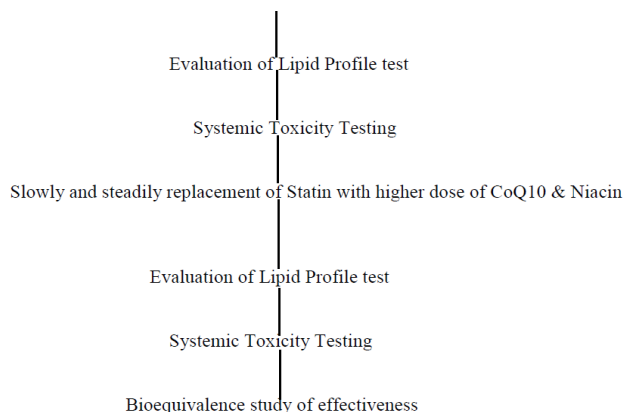 Evaluation of Lipid Profile test
Systemic Toxicity Testing
Slowly and steadily replacement of Statin with higher dose of CoQ10 & Niacin
Evaluation of Lipid Profile test
Systemic Toxicity Testing
Bioequivalence study of effectiveness